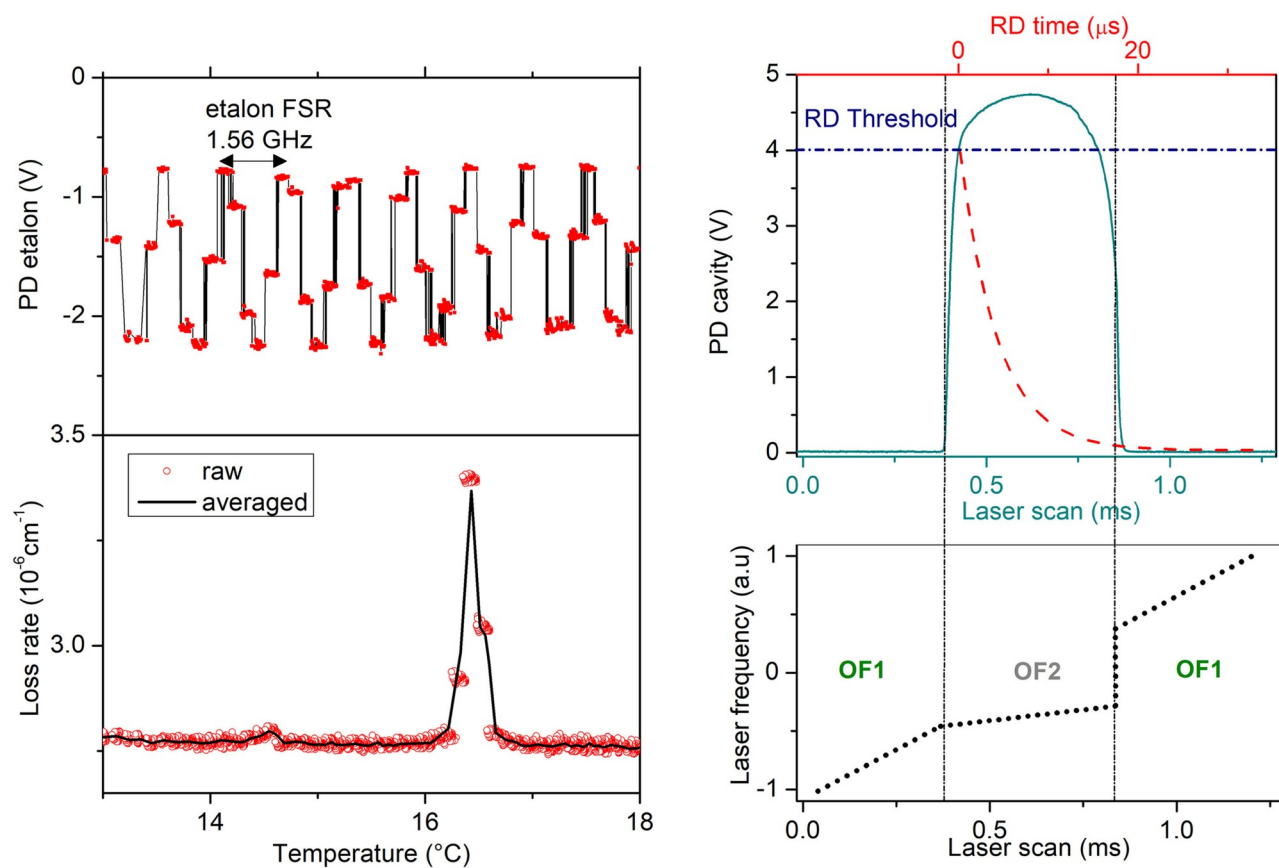 0
-1
-2
PD etalon (V)
etalon FSR
1.56 GHz
3.5
3.0
Loss rate (10⁻⁶cm⁻¹)
raw
averaged
14
16
18
Temperature (°C)
RD time (μs)
0
20
5
4
3
2
1
0
PD cavity (V)
RD Threshold
0.0
0.5
1.0
Laser scan (ms)
1
0
-1
Laser frequency (a.u)
OF1
OF2
OF1
0.0
0.5
1.0
Laser scan (ms)